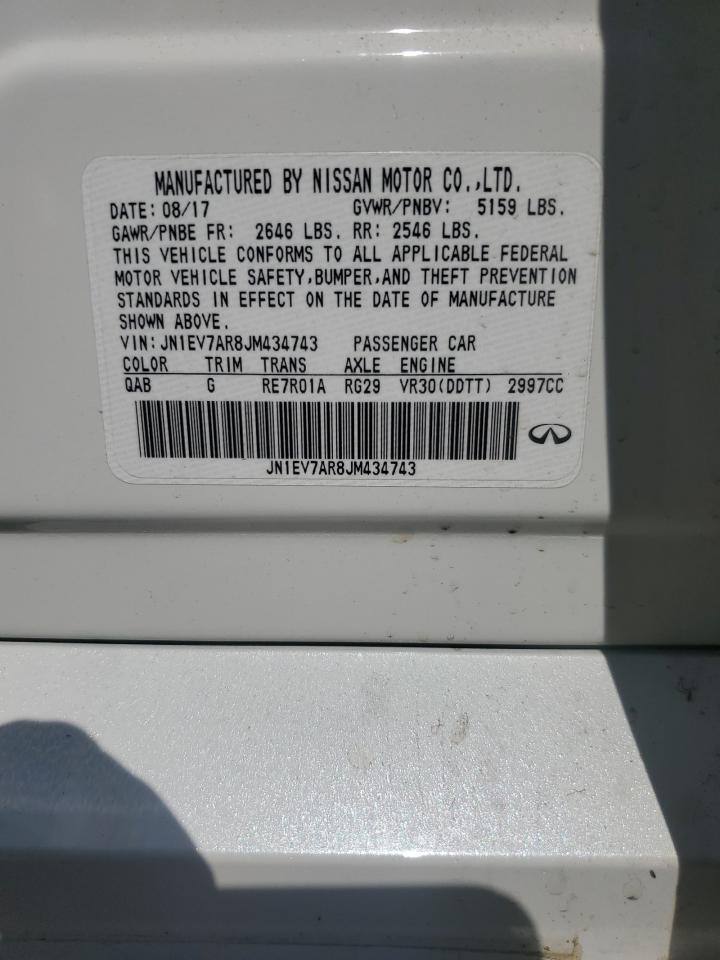 MANUFACTURED BY NISSAN MOTOR CO.,LTD.
DATE: 08/17 GVWR/PNBV: 5159 LBS.
GAWR/PNBE FR: 2646 LBS. RR: 2546 LBS.
THIS VEHICLE CONFORMS TO ALL APPLICABLE FEDERAL
MOTOR VEHICLE SAFETY,BUMPER,AND THEFT PREVENTION
STANDARDS IN EFFECT ON THE DATE OF MANUFACTURE
SHOWN ABOVE.
VIN: JN1EV7AR8JM434743 PASSENGER CAR
COLOR TRIM TRANS AXLE ENGINE
QAB G RE7R01A RG29 VR30(DDTT) 2997CC
JN1EV7AR8JM434743